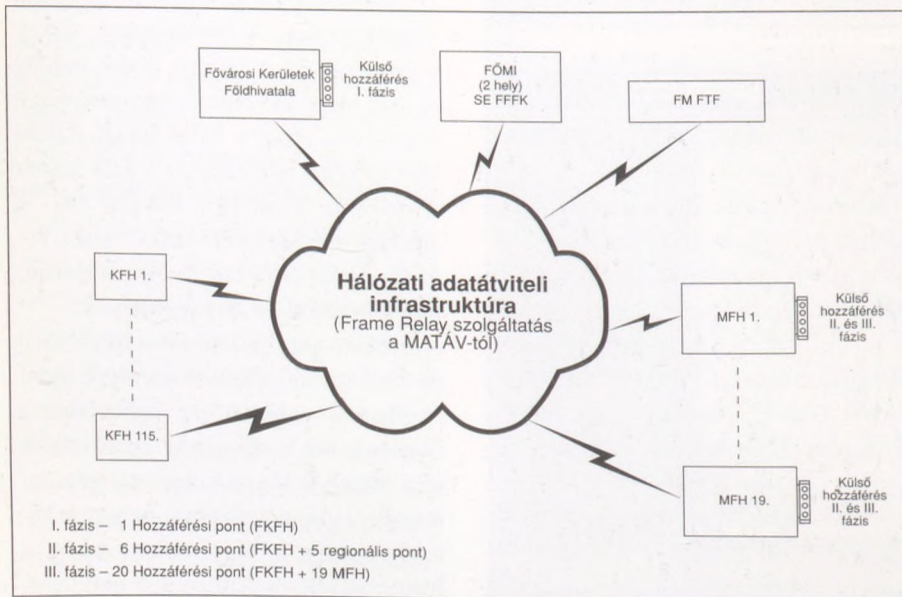 Fővárosi Kerületek
Földhivatala
Külső
hozzáférés
I. fázis
FŐMI
(2 hely)
SE FFFK
FM FTF
KFH 1.
Hálózati adatátviteli
infrastruktúra
(Frame Relay szolgáltatás
a MATÁV-tól)
MFH 1.
Külső
hozzáférés
II. és III.
fázis
KFH 115.
MFH 19.
Külső
hozzáférés
II. és III.
fázis
I. fázis – 1 Hozzáférési pont (FKFH)
II. fázis – 6 Hozzáférési pont (FKFH + 5 regionális pont)
III. fázis – 20 Hozzáférési pont (FKFH + 19 MFH)